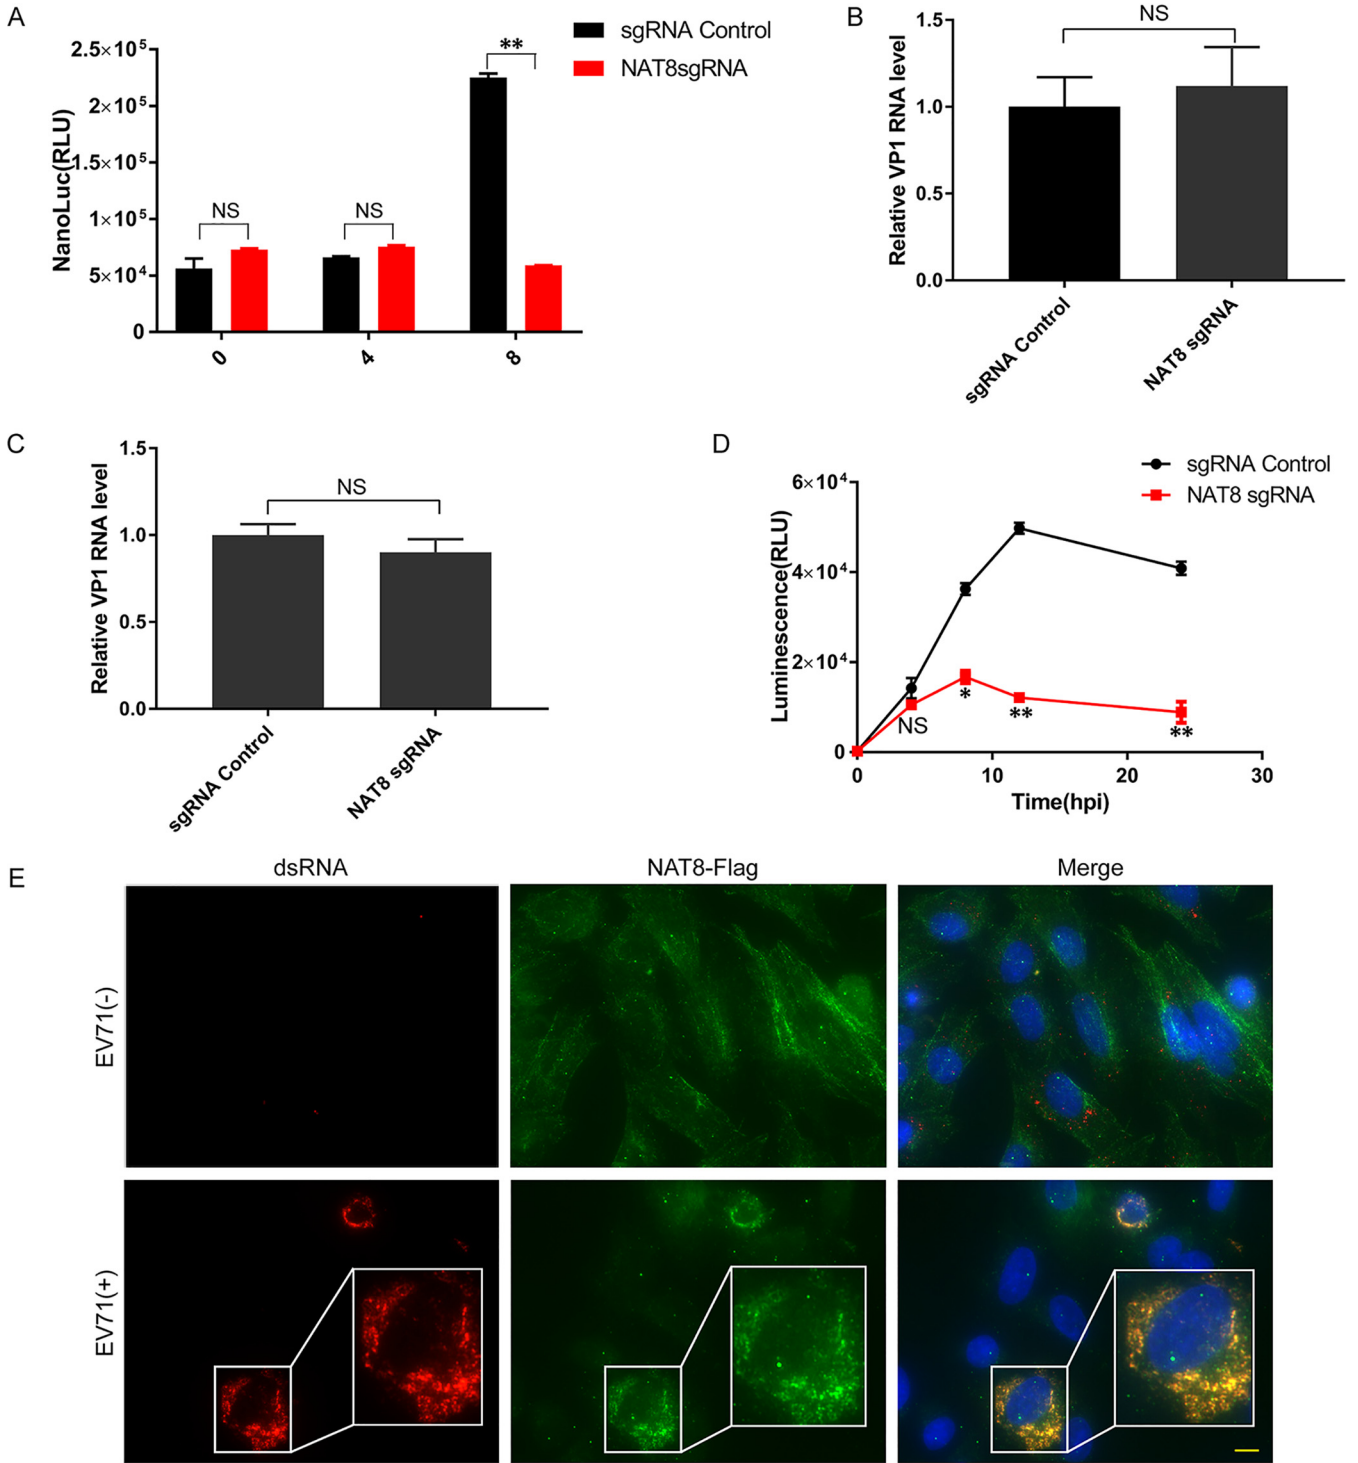 A
sgRNA Control
NAT8sgRNA
NanoLuc(RLU)
2.5×10⁵
2×10⁵
1.5×10⁵
1×10⁵
5×10⁴
0
NS
NS
**
0
4
8
B
Relative VP1 RNA level
1.5
1.0
0.5
0.0
NS
sgRNA Control
NAT8 sgRNA
C
Relative VP1 RNA level
1.5
1.0
0.5
0.0
NS
sgRNA Control
NAT8 sgRNA
D
sgRNA Control
NAT8 sgRNA
Luminescence(RLU)
6×10⁴
4×10⁴
2×10⁴
0
NS
*
**
**
0
10
20
30
Time(hpi)
E
dsRNA
NAT8-Flag
Merge
EV71(-)
EV71(+)